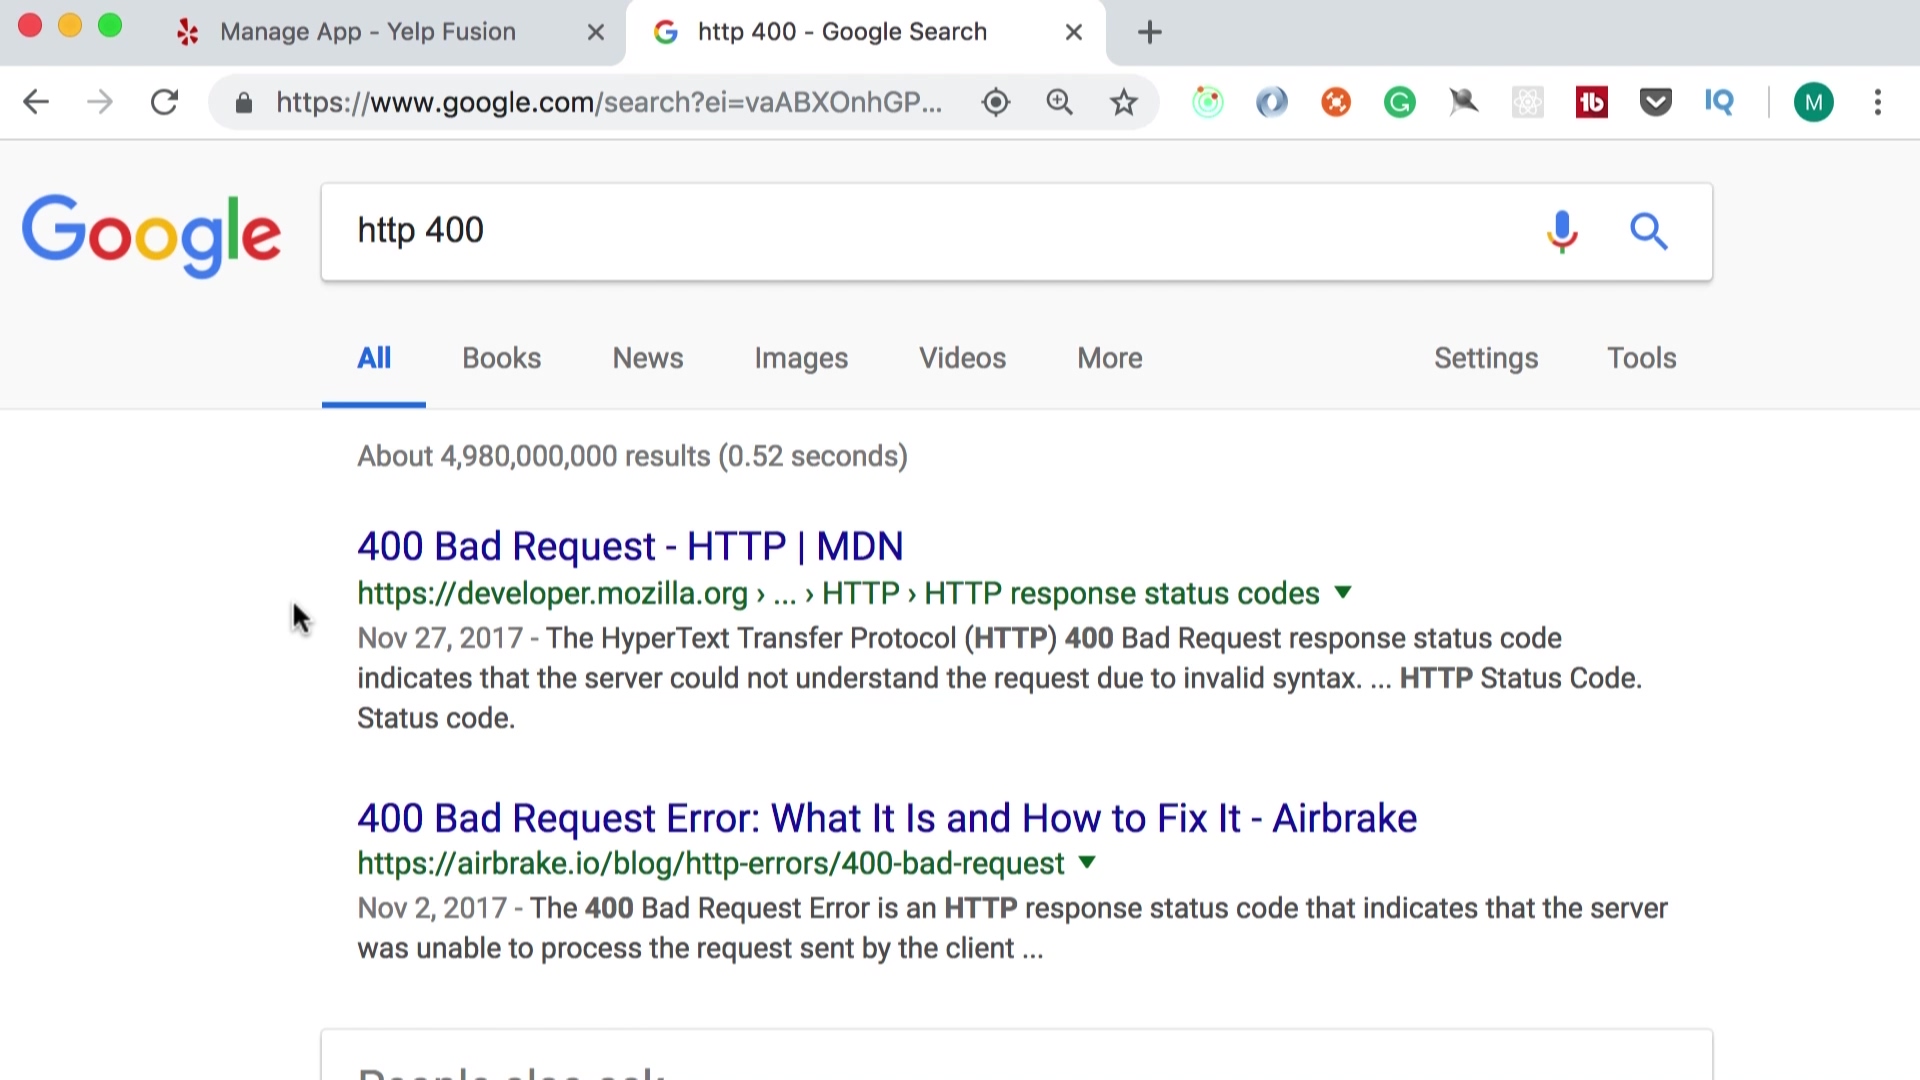 Manage App - Yelp Fusion
http 400 - Google Search
https://www.google.com/search?ei=vaABXOnhGP...
IQ
M
Google
http 400
All
Books
News
Images
Videos
More
Settings
Tools
About 4,980,000,000 results (0.52 seconds)
400 Bad Request - HTTP | MDN
https://developer.mozilla.org › ... › HTTP › HTTP response status codes ▼
Nov 27, 2017 - The HyperText Transfer Protocol (HTTP) 400 Bad Request response status code
indicates that the server could not understand the request due to invalid syntax. ... HTTP Status Code.
Status code.
400 Bad Request Error: What It Is and How to Fix It - Airbrake
https://airbrake.io/blog/http-errors/400-bad-request ▼
Nov 2, 2017 - The 400 Bad Request Error is an HTTP response status code that indicates that the server
was unable to process the request sent by the client ...
People also ask